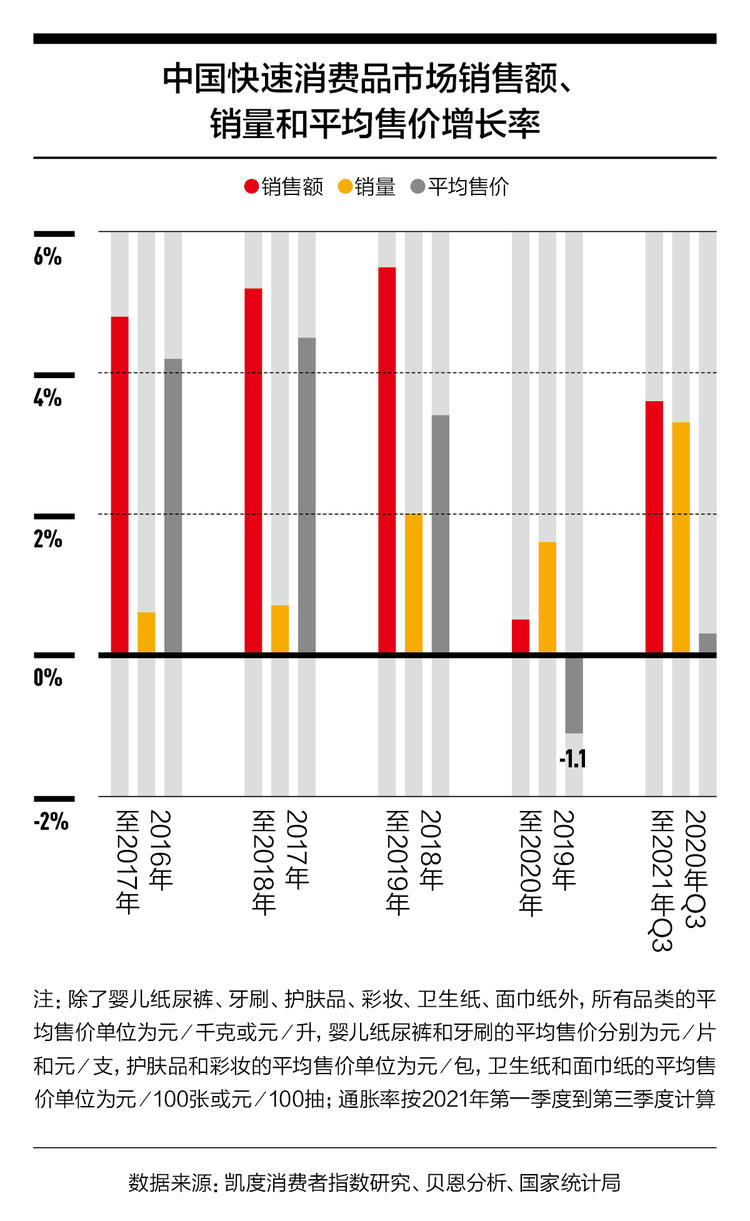 中国快速消费品市场销售额、
销量和平均售价增长率
销售额 销量 平均售价
6%
4%
2%
0%
-1.1
-2%
2016年
至2017年
2017年
至2018年
2018年
至2019年
2019年
至2020年
2020年Q3
至2021年Q3
注：除了婴儿纸尿裤、牙刷、护肤品、彩妆、卫生纸、面巾纸外，所有品类的平
均售价单位为元／千克或元／升，婴儿纸尿裤和牙刷的平均售价分别为元／片
和元／支，护肤品和彩妆的平均售价单位为元／包，卫生纸和面巾纸的平均售
价单位为元／100张或元／100抽；通胀率按2021年第一季度到第三季度计算
数据来源：凯度消费者指数研究、贝恩分析、国家统计局